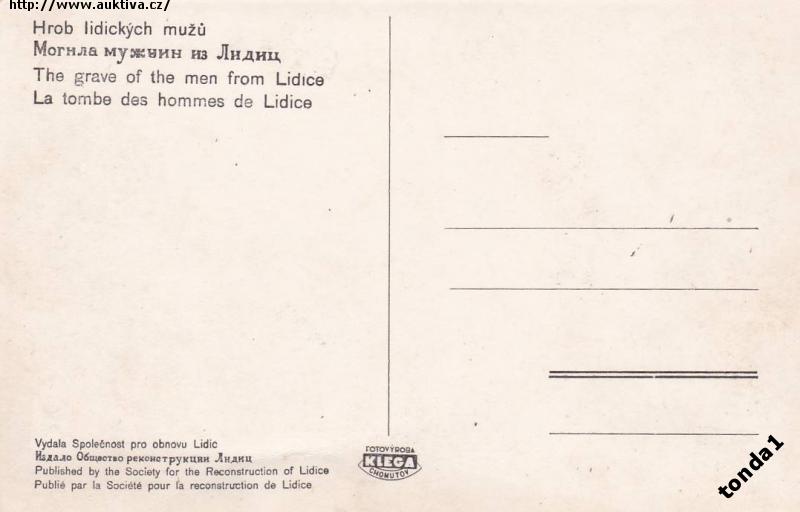 http://www.auktiva.cz/
Hrob lidických mužů
Могила мужчин из Лидиц
The grave of the men from Lidice
La tombe des hommes de Lidice
Vydala Společnost pro obnovu Lidic
Издало Общество реконструкции Лидиц
Published by the Society for the Reconstruction of Lidice
Publié par la Société pour la reconstruction de Lidice
FOTOVÝROBA
KLEGA
CHOMUTOV
tonda1